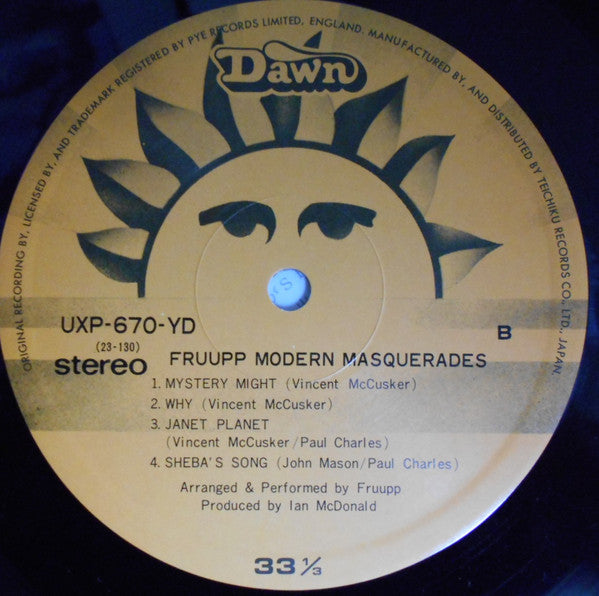 ORIGINAL RECORDING BY, LICENSED BY, AND TRADEMARK REGISTERED BY PYE RECORDS LIMITED, ENGLAND. MANUFACTURED BY, AND DISTRIBUTED BY TEICHIKU RECORDS CO., LTD., JAPAN.
Dawn
UXP-670-YD
B
(23-130)
stereo
FRUUPP MODERN MASQUERADES
1. MYSTERY MIGHT (Vincent McCusker)
2. WHY (Vincent McCusker)
3. JANET PLANET
(Vincent McCusker/Paul Charles)
4. SHEBA'S SONG (John Mason/Paul Charles)
Arranged & Performed by Fruupp
Produced by Ian McDonald
33 1/3